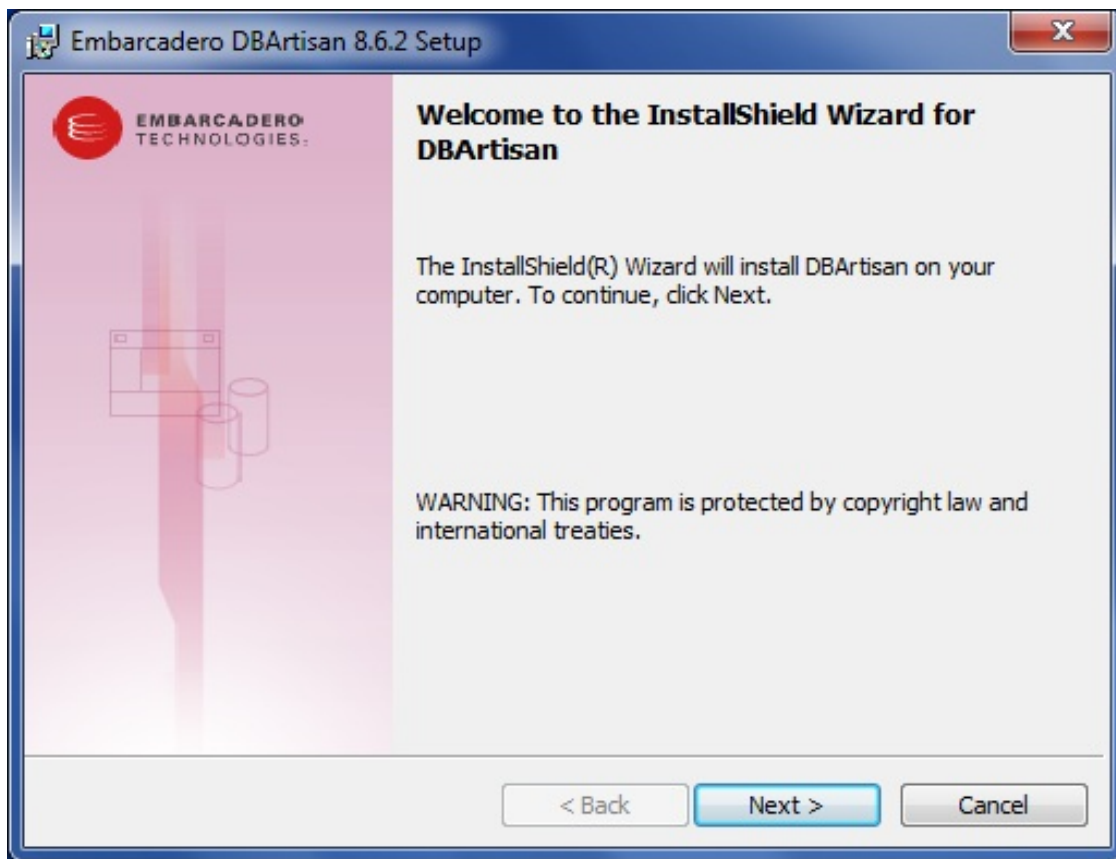 Embarcadero DBArtisan 8.6.2 Setup
EMBARCADERO
TECHNOLOGIES
Welcome to the InstallShield Wizard for
DBArtisan
The InstallShield(R) Wizard will install DBArtisan on your
computer. To continue, click Next.
WARNING: This program is protected by copyright law and
international treaties.
< Back
Next >
Cancel